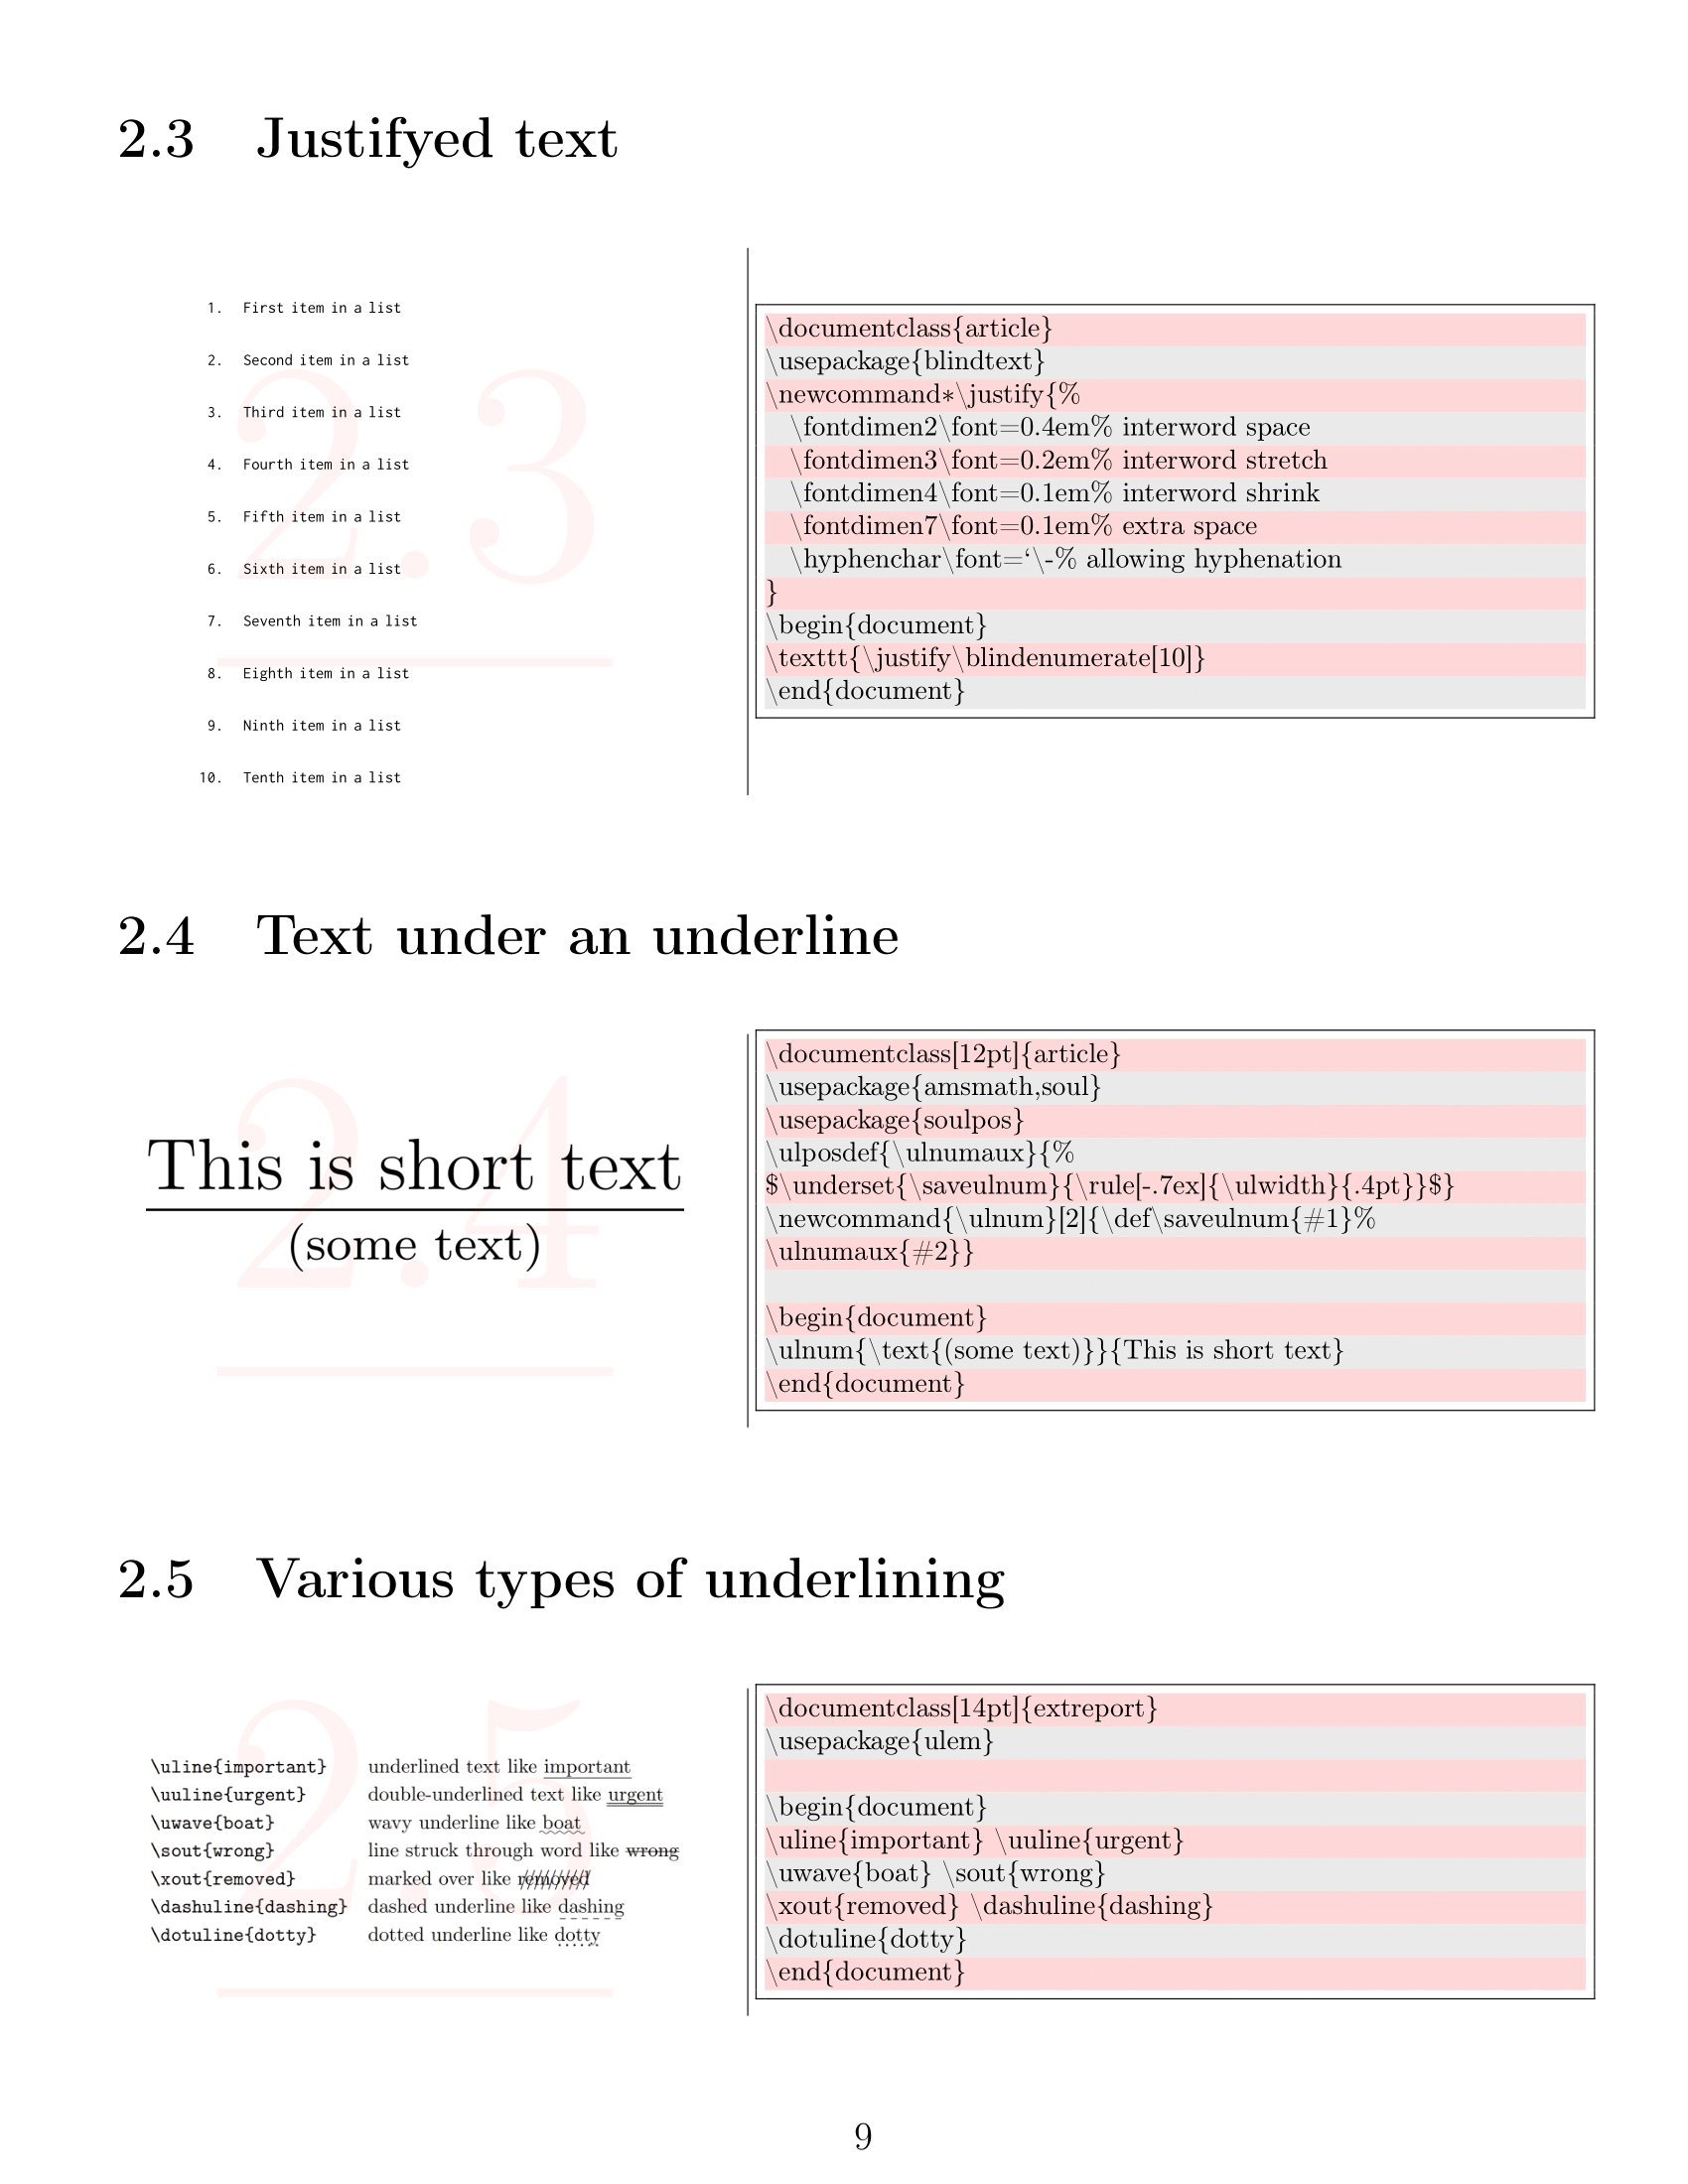 2.3 Justifyed text
1. First item in a list
2. Second item in a list
3. Third item in a list
4. Fourth item in a list
5. Fifth item in a list
6. Sixth item in a list
7. Seventh item in a list
8. Eighth item in a list
9. Ninth item in a list
10. Tenth item in a list
2.3
\documentclass{article}
\usepackage{blindtext}
\newcommand*\justify{%
\fontdimen2\font=0.4em% interword space
\fontdimen3\font=0.2em% interword stretch
\fontdimen4\font=0.1em% interword shrink
\fontdimen7\font=0.1em% extra space
\hyphenchar\font=`\-% allowing hyphenation
}
\begin{document}
\texttt{\justify\blindenumerate[10]}
\end{document}
2.4 Text under an underline
This is short text
(some text)
2.4
\documentclass[12pt]{article}
\usepackage{amsmath,soul}
\usepackage{soulpos}
\ulposdef{\ulnumaux}{%
$\underset{\saveulnum}{\rule[-.7ex]{\ulwidth}{.4pt}}$}
\newcommand{\ulnum}[2]{\def\saveulnum{#1}%
\ulnumaux{#2}}
\begin{document}
\ulnum{\text{(some text)}}{This is short text}
\end{document}
2.5 Various types of underlining
\uline{important} underlined text like important
\uuline{urgent} double-underlined text like urgent
\uwave{boat} wavy underline like boat
\sout{wrong} line struck through word like wrong
\xout{removed} marked over like removed
\dashuline{dashing} dashed underline like dashing
\dotuline{dotty} dotted underline like dotty
2.5
\documentclass[14pt]{extreport}
\usepackage{ulem}
\begin{document}
\uline{important} \uuline{urgent}
\uwave{boat} \sout{wrong}
\xout{removed} \dashuline{dashing}
\dotuline{dotty}
\end{document}
9